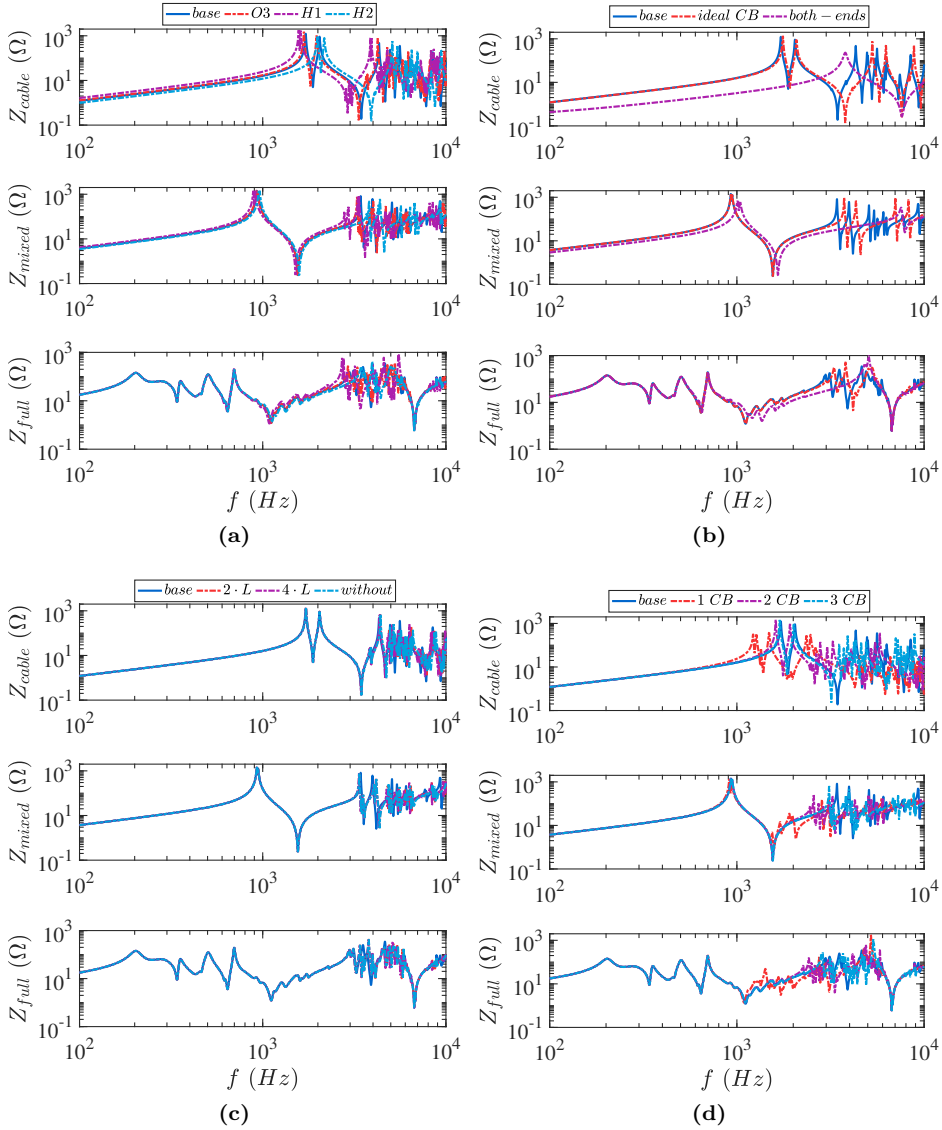 base O3 H1 H2
Z_cable (Ω)
10^3
10^1
10^-1
10^2 10^3 10^4
Z_mixed (Ω)
10^3
10^1
10^-1
10^2 10^3 10^4
Z_full (Ω)
10^3
10^1
10^-1
10^2 10^3 10^4
f (Hz)
(a)
base ideal CB both-ends
Z_cable (Ω)
10^3
10^1
10^-1
10^2 10^3 10^4
Z_mixed (Ω)
10^3
10^1
10^-1
10^2 10^3 10^4
Z_full (Ω)
10^3
10^1
10^-1
10^2 10^3 10^4
f (Hz)
(b)
base 2 · L 4 · L without
Z_cable (Ω)
10^3
10^1
10^-1
10^2 10^3 10^4
Z_mixed (Ω)
10^3
10^1
10^-1
10^2 10^3 10^4
Z_full (Ω)
10^3
10^1
10^-1
10^2 10^3 10^4
f (Hz)
(c)
base 1 CB 2 CB 3 CB
Z_cable (Ω)
10^3
10^1
10^-1
10^2 10^3 10^4
Z_mixed (Ω)
10^3
10^1
10^-1
10^2 10^3 10^4
Z_full (Ω)
10^3
10^1
10^-1
10^2 10^3 10^4
f (Hz)
(d)